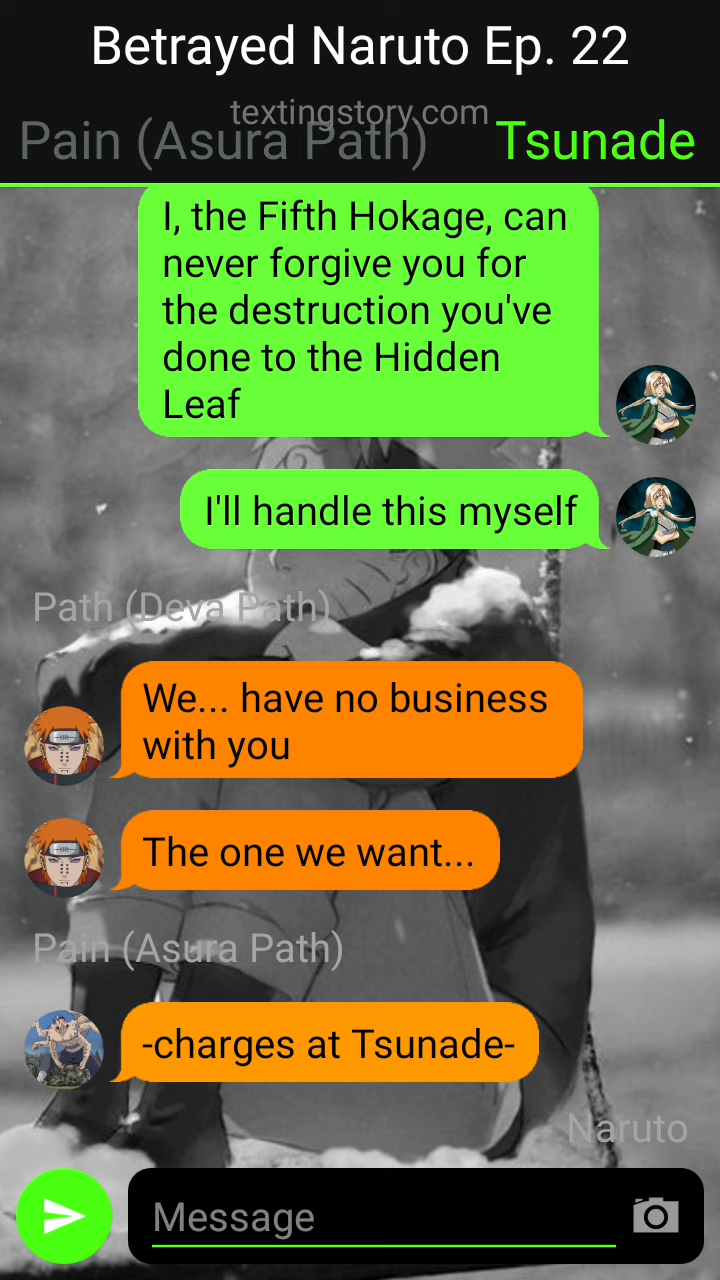 Betrayed Naruto Ep. 22
textingstory.com
Pain (Asura Path) Tsunade
I, the Fifth Hokage, can
never forgive you for
the destruction you've
done to the Hidden
Leaf
I'll handle this myself
Path (Deva Path)
We... have no business
with you
The one we want...
Pain (Asura Path)
-charges at Tsunade-
Naruto
Message